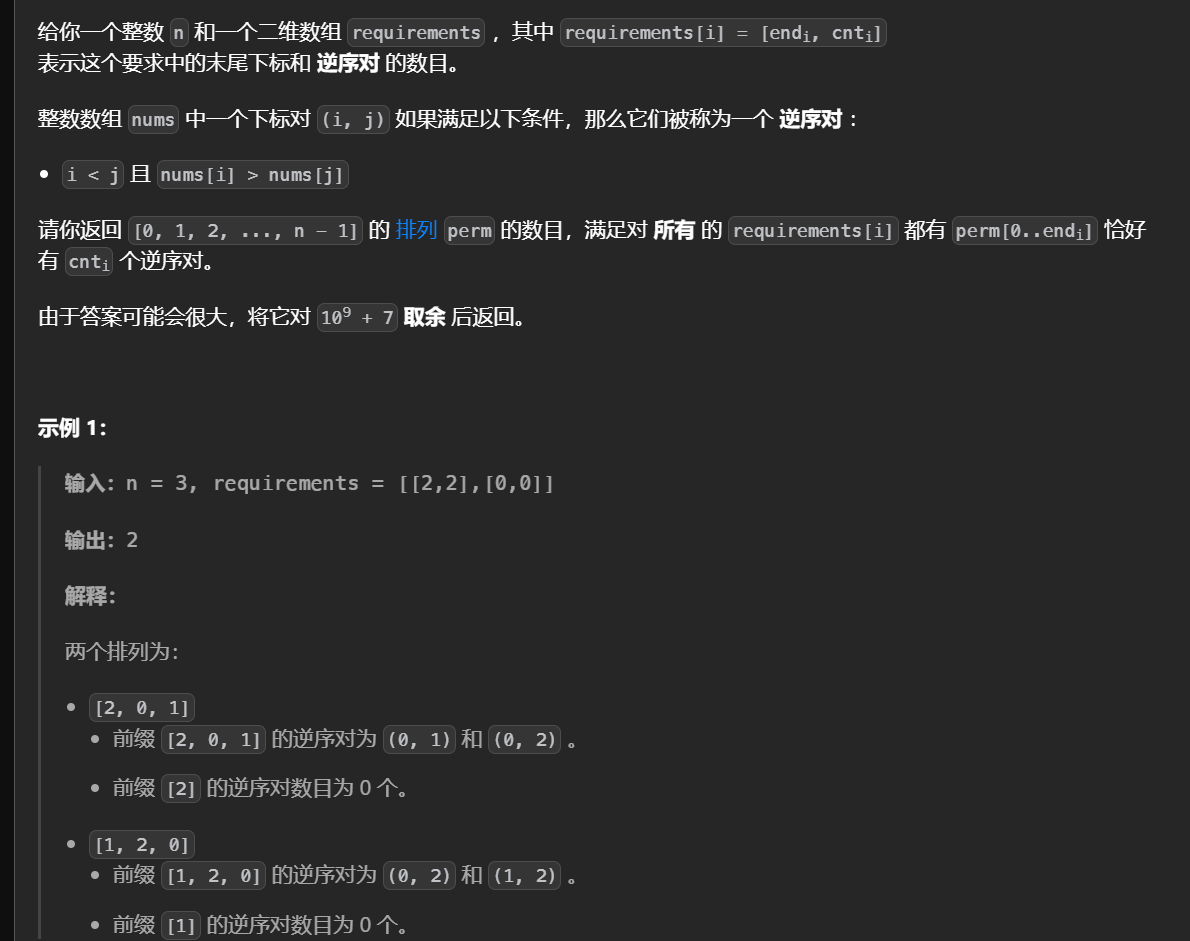 给你一个整数 n 和一个二维数组 requirements ，其中 requirements[i] = [endᵢ, cntᵢ]
表示这个要求中的末尾下标和 逆序对 的数目。
整数数组 nums 中一个下标对 (i, j) 如果满足以下条件，那么它们被称为一个 逆序对 ：
• i < j 且 nums[i] > nums[j]
请你返回 [0, 1, 2, ..., n - 1] 的 排列 perm 的数目，满足对 所有 的 requirements[i] 都有 perm[0..endᵢ] 恰好
有 cntᵢ 个逆序对。
由于答案可能会很大，将它对 10⁹ + 7 取余 后返回。
示例 1：
输入：n = 3, requirements = [[2,2],[0,0]]
输出：2
解释：
两个排列为：
• [2, 0, 1]
• 前缀 [2, 0, 1] 的逆序对为 (0, 1) 和 (0, 2) 。
• 前缀 [2] 的逆序对数目为 0 个。
• [1, 2, 0]
• 前缀 [1, 2, 0] 的逆序对为 (0, 2) 和 (1, 2) 。
• 前缀 [1] 的逆序对数目为 0 个。